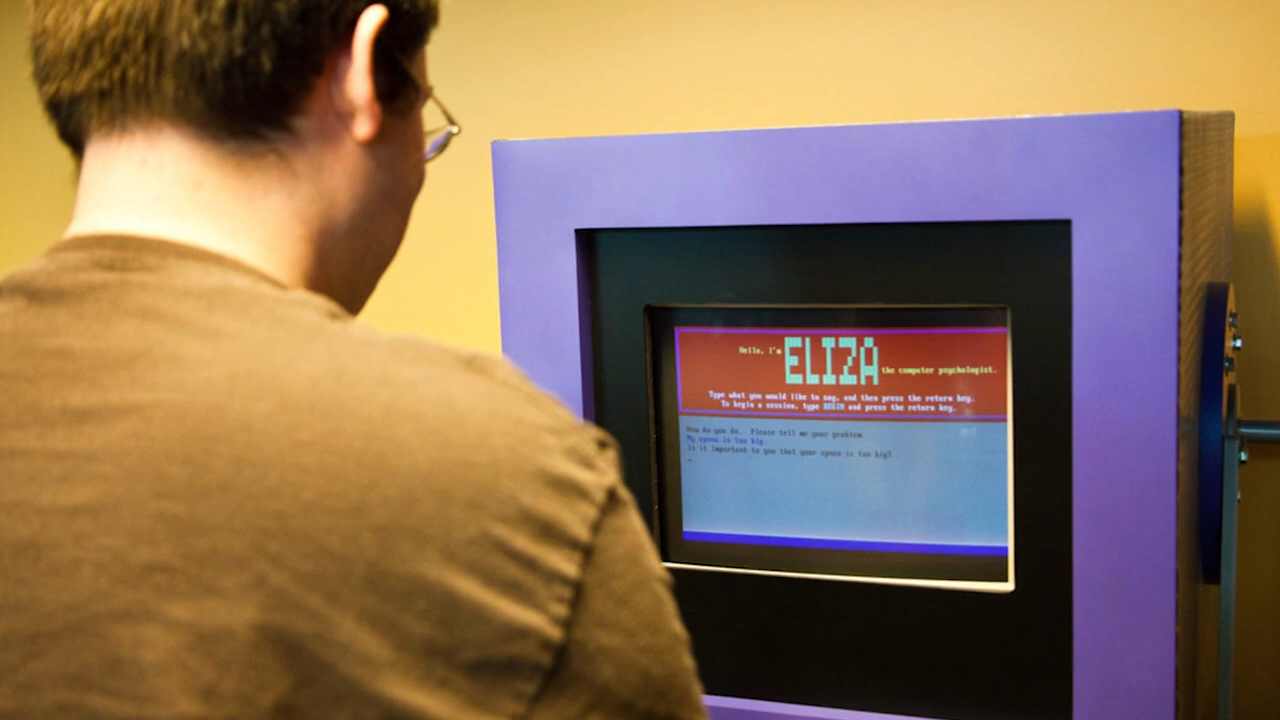 Hello, I'm ELIZA the computer psychologist.
Type what you would like to say, and then press the return key.
To begin a session, type BEGIN and press the return key.
How do you do. Please tell me your problem.
My spoon is too big.
Is it important to you that your spoon is too big?